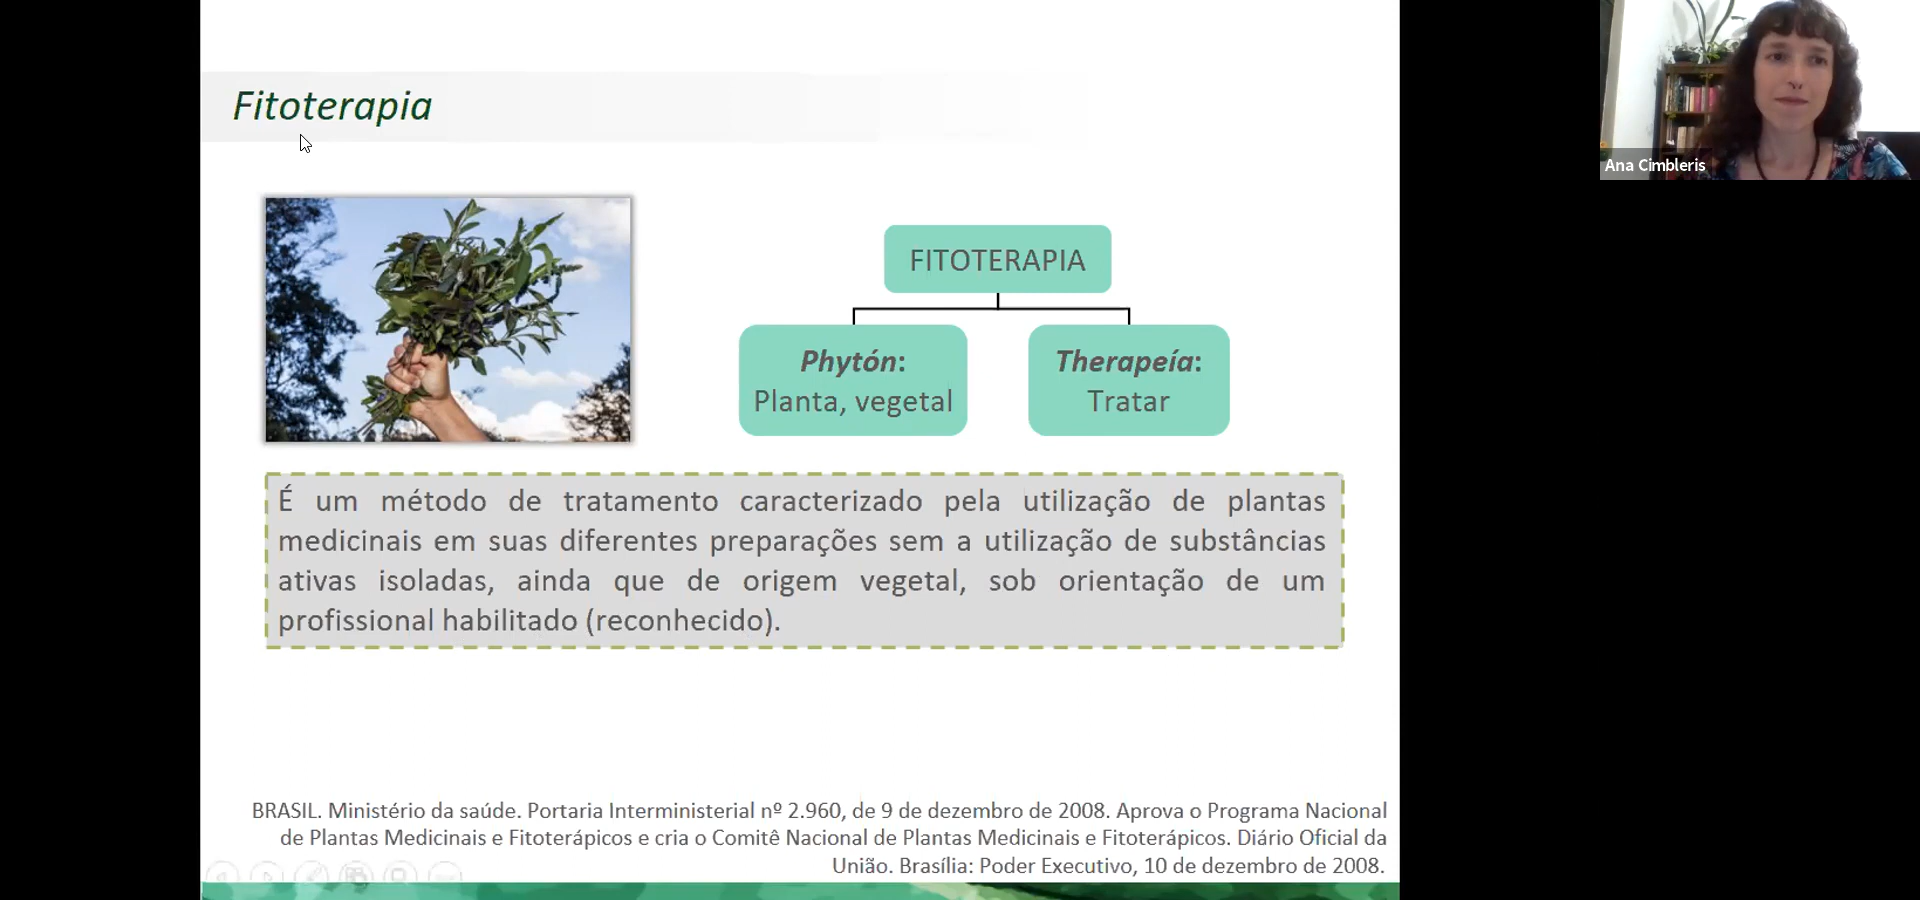 Fitoterapia
Ana Cimbleris
FITOTERAPIA
Phytón:
Planta, vegetal
Therapeía:
Tratar
É um método de tratamento caracterizado pela utilização de plantas
medicinais em suas diferentes preparações sem a utilização de substâncias
ativas isoladas, ainda que de origem vegetal, sob orientação de um
profissional habilitado (reconhecido).
BRASIL. Ministério da saúde. Portaria Interministerial nº 2.960, de 9 de dezembro de 2008. Aprova o Programa Nacional
de Plantas Medicinais e Fitoterápicos e cria o Comitê Nacional de Plantas Medicinais e Fitoterápicos. Diário Oficial da
União. Brasília: Poder Executivo, 10 de dezembro de 2008.